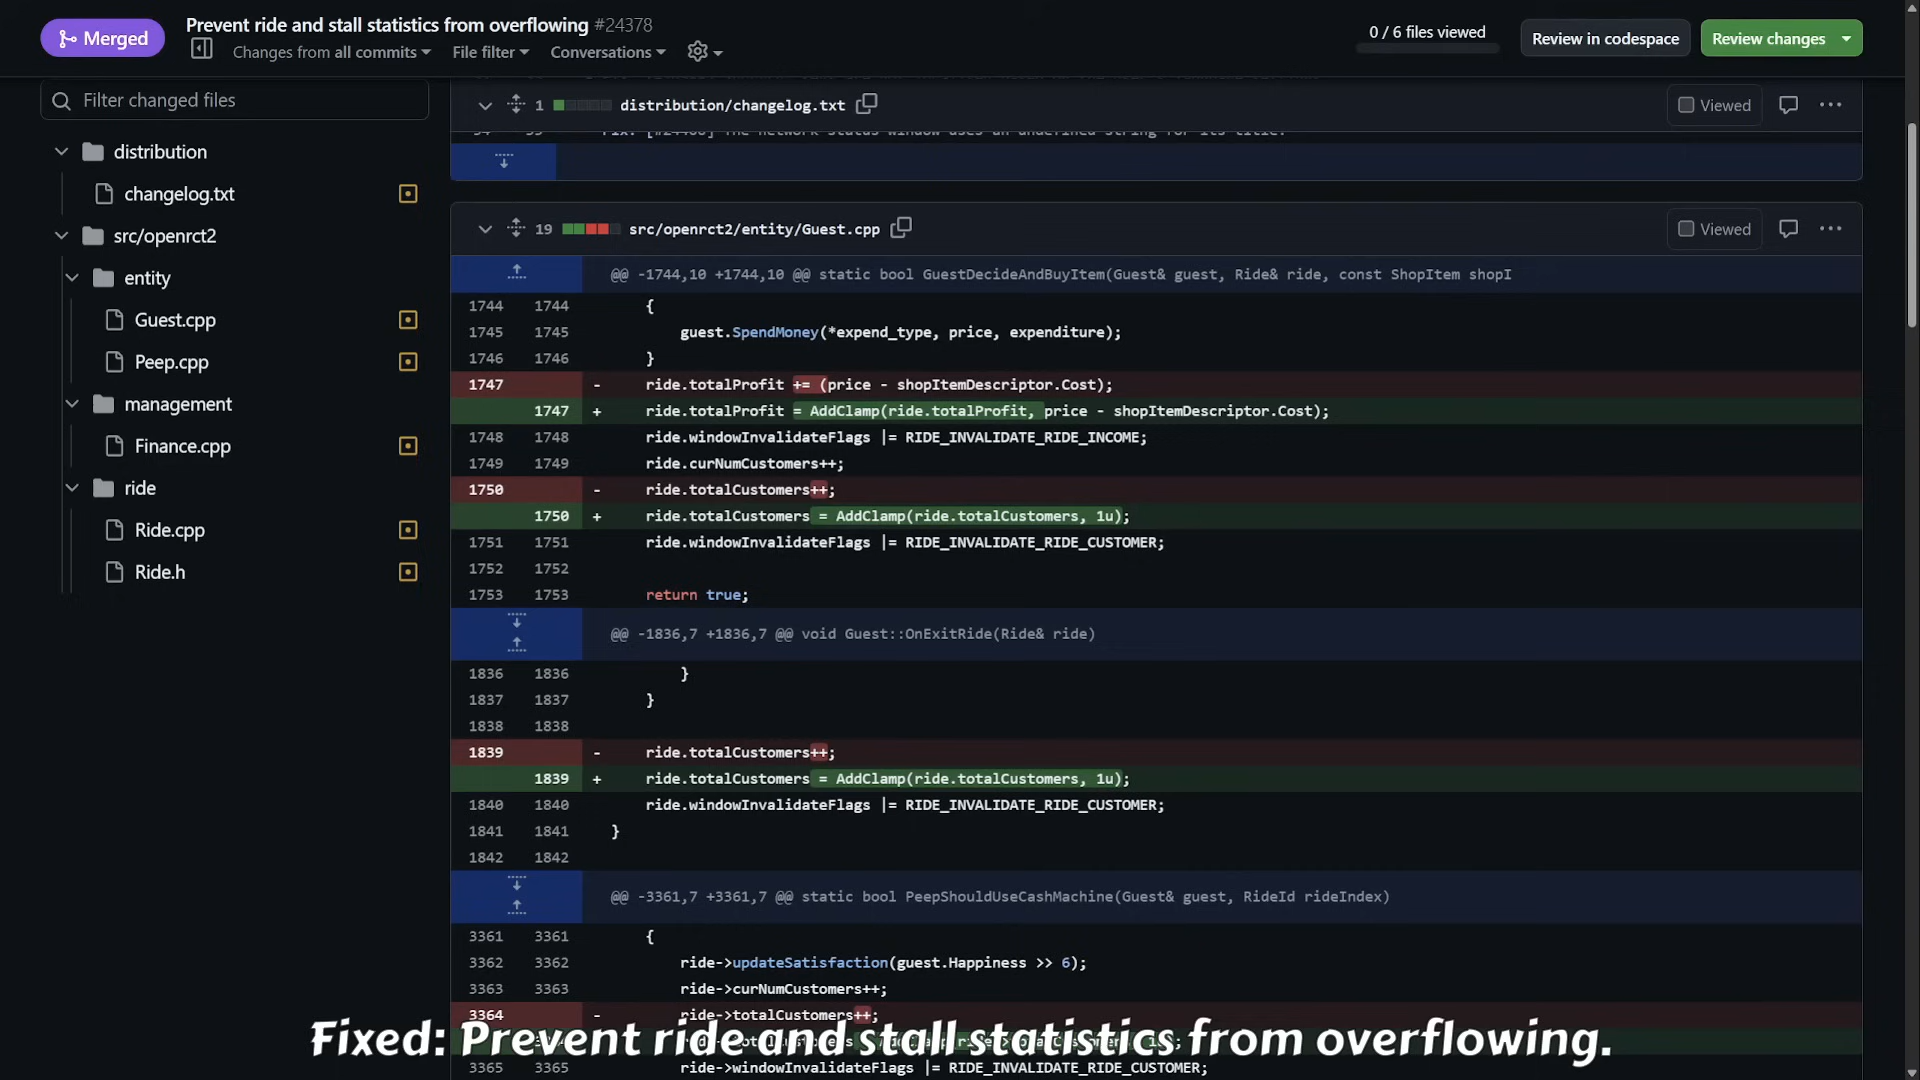 Merged
Prevent ride and stall statistics from overflowing #24378
Changes from all commits
File filter
Conversations
0 / 6 files viewed
Review in codespace
Review changes
Filter changed files
distribution
changelog.txt
src/openrct2
entity
Guest.cpp
Peep.cpp
management
Finance.cpp
ride
Ride.cpp
Ride.h
1 distribution/changelog.txt
Viewed
19 src/openrct2/entity/Guest.cpp
Viewed
@@ -1744,10 +1744,10 @@ static bool GuestDecideAndBuyItem(Guest& guest, Ride& ride, const ShopItem shopI
1744 1744 {
1745 1745 guest.SpendMoney(*expend_type, price, expenditure);
1746 1746 }
1747 - ride.totalProfit += (price - shopItemDescriptor.Cost);
1747 + ride.totalProfit = AddClamp(ride.totalProfit, price - shopItemDescriptor.Cost);
1748 1748 ride.windowInvalidateFlags |= RIDE_INVALIDATE_RIDE_INCOME;
1749 1749 ride.curNumCustomers++;
1750 - ride.totalCustomers++;
1750 + ride.totalCustomers = AddClamp(ride.totalCustomers, 1u);
1751 1751 ride.windowInvalidateFlags |= RIDE_INVALIDATE_RIDE_CUSTOMER;
1752 1752
1753 1753 return true;
@@ -1836,7 +1836,7 @@ void Guest::OnExitRide(Ride& ride)
1836 1836 }
1837 1837 }
1838 1838
1839 - ride.totalCustomers++;
1839 + ride.totalCustomers = AddClamp(ride.totalCustomers, 1u);
1840 1840 ride.windowInvalidateFlags |= RIDE_INVALIDATE_RIDE_CUSTOMER;
1841 1841 }
1842 1842
@@ -3361,7 +3361,7 @@ static bool PeepShouldUseCashMachine(Guest& guest, RideId rideIndex)
3361 3361 {
3362 3362 ride->updateSatisfaction(guest.Happiness >> 6);
3363 3363 ride->curNumCustomers++;
3364 - ride->totalCustomers++;
Fixed: Prevent ride and stall statistics from overflowing.
3365 3365 ride->windowInvalidateFlags |= RIDE_INVALIDATE_RIDE_CUSTOMER;